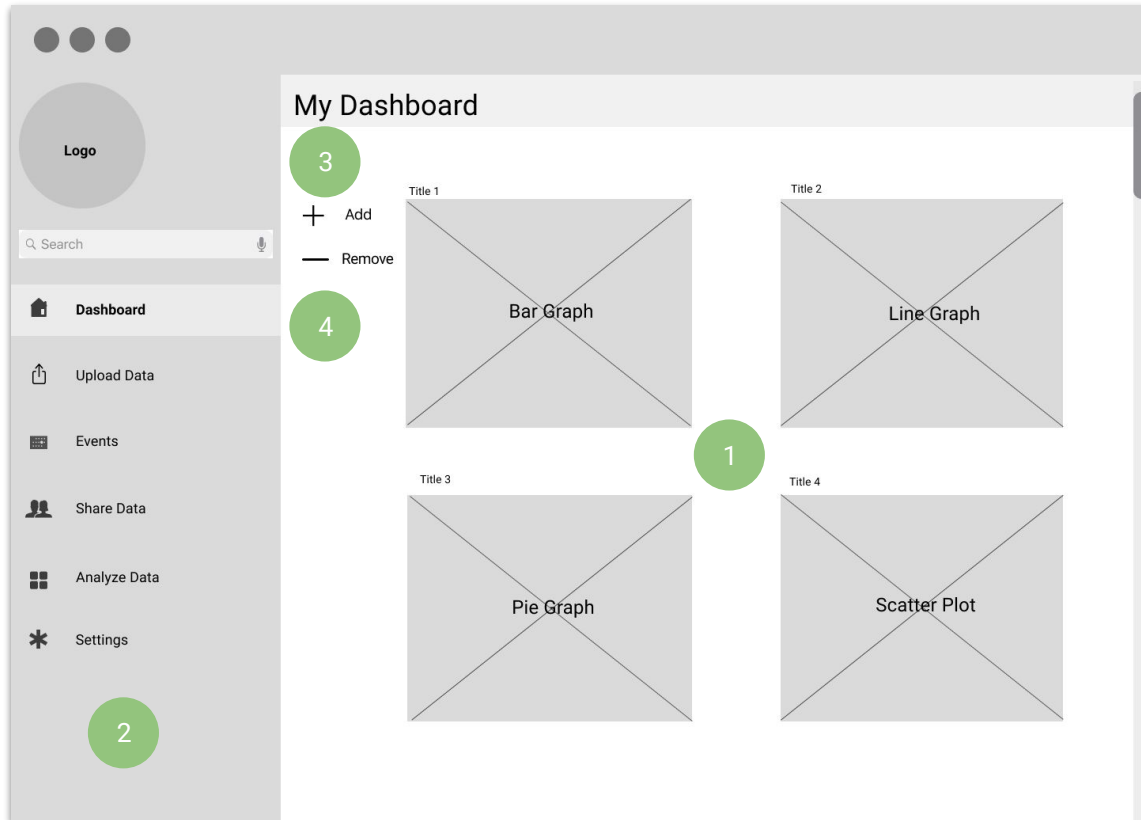 My Dashboard
Logo
Search
Dashboard
Upload Data
Events
Share Data
Analyze Data
Settings
2
3
Add
Remove
4
Title 1
Bar Graph
Title 2
Line Graph
1
Title 3
Pie Graph
Title 4
Scatter Plot